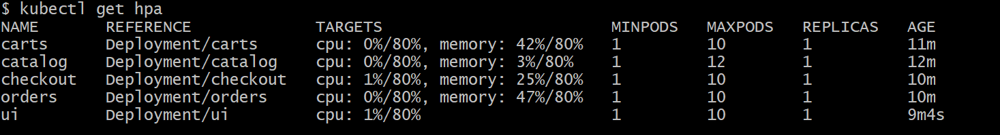 $ kubectl get hpa
NAME REFERENCE TARGETS MINPODS MAXPODS REPLICAS AGE
carts Deployment/carts cpu: 0%/80%, memory: 42%/80% 1 10 1 11m
catalog Deployment/catalog cpu: 0%/80%, memory: 3%/80% 1 12 1 12m
checkout Deployment/checkout cpu: 1%/80%, memory: 25%/80% 1 10 1 10m
orders Deployment/orders cpu: 0%/80%, memory: 47%/80% 1 10 1 10m
ui Deployment/ui cpu: 1%/80% 1 10 1 9m4s